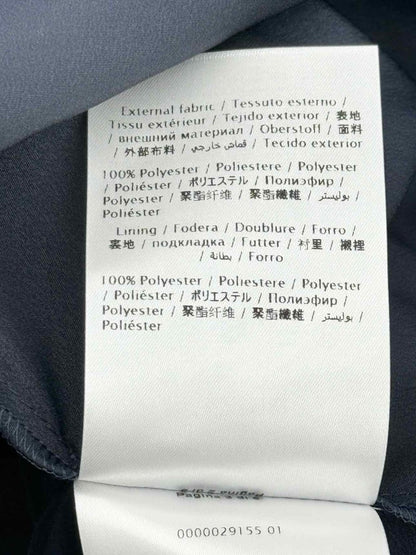 External fabric / Tessuto esterno /
Tissu extérieur / Tejido exterior / 表地
/ внешний материал / Oberstoff / 面料
/ 外部布料 / قماش خارجي / Tecido exterior
100% Polyester / Poliestere / Polyester
/ Poliéster / ポリエステル / Полиэфир /
Polyester / 聚酯纤维 / 聚酯纖維 / بوليستر /
Poliéster
Lining / Fodera / Doublure / Forro /
裏地 / подкладка / Futter / 衬里 / 襯裡
/ بطانة / Forro
100% Polyester / Poliestere / Polyester
/ Poliéster / ポリエステル / Полиэфир /
Polyester / 聚酯纤维 / 聚酯纖維 / بوليستر /
Poliéster
0000029155 01